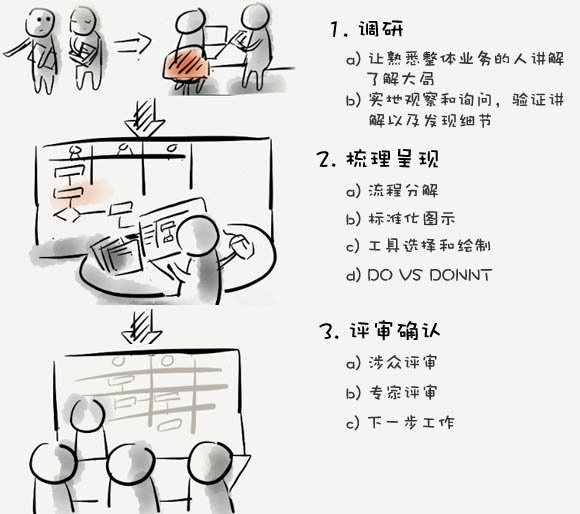 1. 调研
a) 让熟悉整体业务的人讲解
了解大局
b) 实地观察和询问，验证讲
解以及发现细节
2. 梳理呈现
a) 流程分解
b) 标准化图示
c) 工具选择和绘制
d) DO VS DONNT
3. 评审确认
a) 涉众评审
b) 专家评审
c) 下一步工作